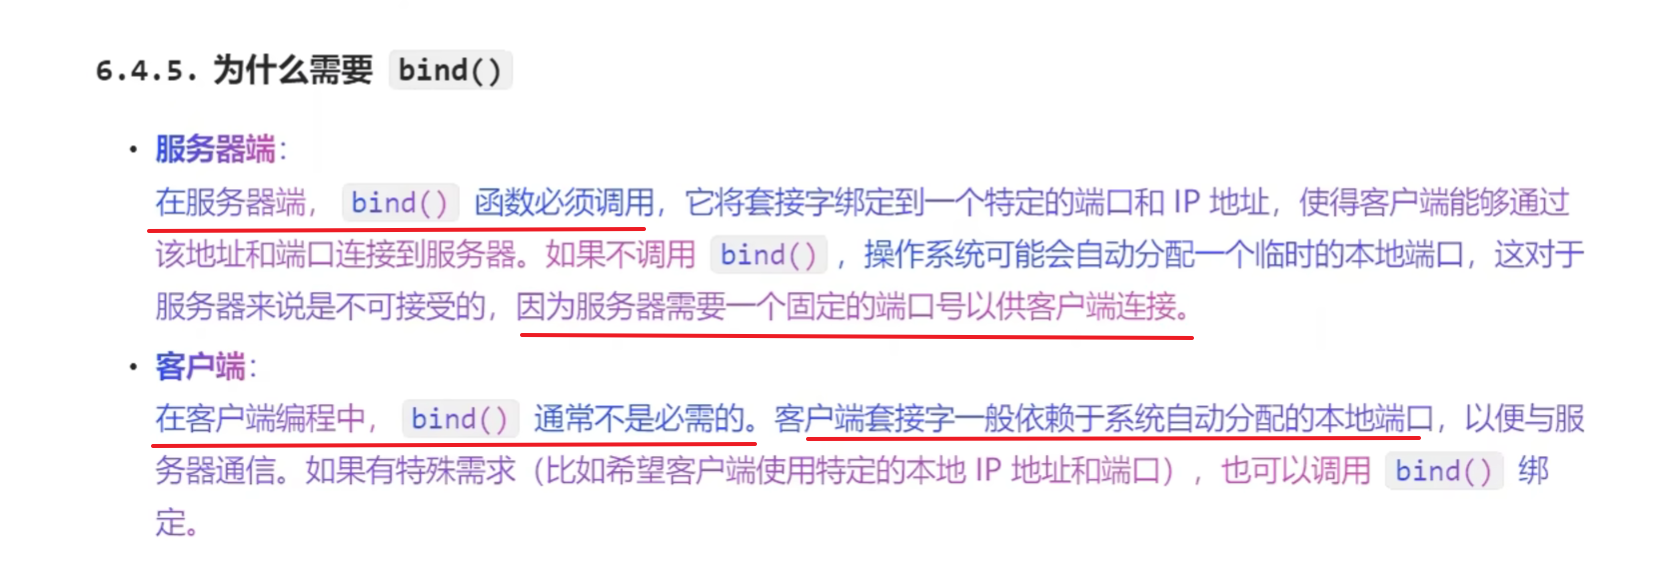 6.4.5. 为什么需要 bind()
• 服务器端：
在服务器端， bind() 函数必须调用，它将套接字绑定到一个特定的端口和 IP 地址，使得客户端能够通过
该地址和端口连接到服务器。如果不调用 bind() ，操作系统可能会自动分配一个临时的本地端口，这对于
服务器来说是不可接受的，因为服务器需要一个固定的端口号以供客户端连接。
• 客户端：
在客户端编程中， bind() 通常不是必需的。客户端套接字一般依赖于系统自动分配的本地端口，以便与服
务器通信。如果有特殊需求（比如希望客户端使用特定的本地 IP 地址和端口），也可以调用 bind() 绑
定。